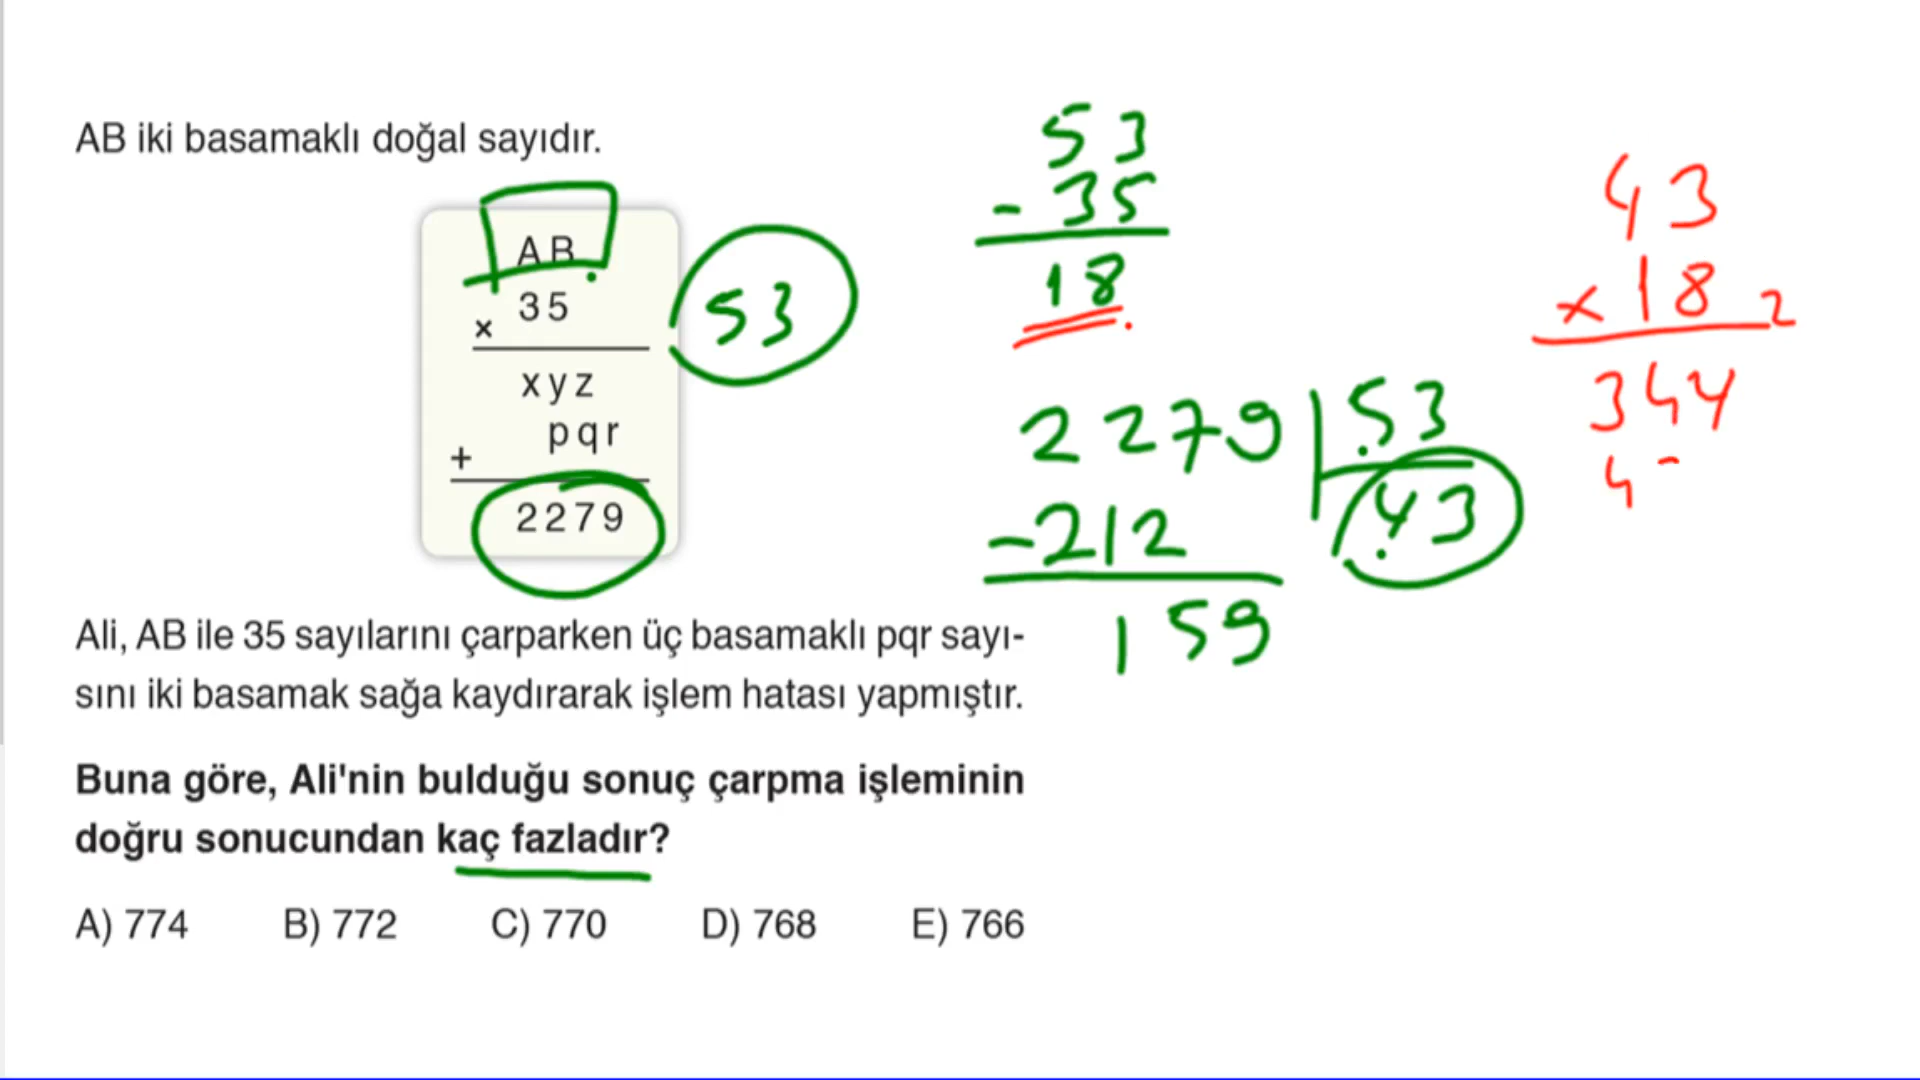 AB iki basamaklı doğal sayıdır.
AB
35
×
xyz
pqr
+
2279
53
53
- 35
18
2279 53
-212 43
159
43
x 18 2
344
4
Ali, AB ile 35 sayılarını çarparken üç basamaklı pqr sayı-
sını iki basamak sağa kaydırarak işlem hatası yapmıştır.
Buna göre, Ali'nin bulduğu sonuç çarpma işleminin
doğru sonucundan kaç fazladır?
A) 774 B) 772 C) 770 D) 768 E) 766